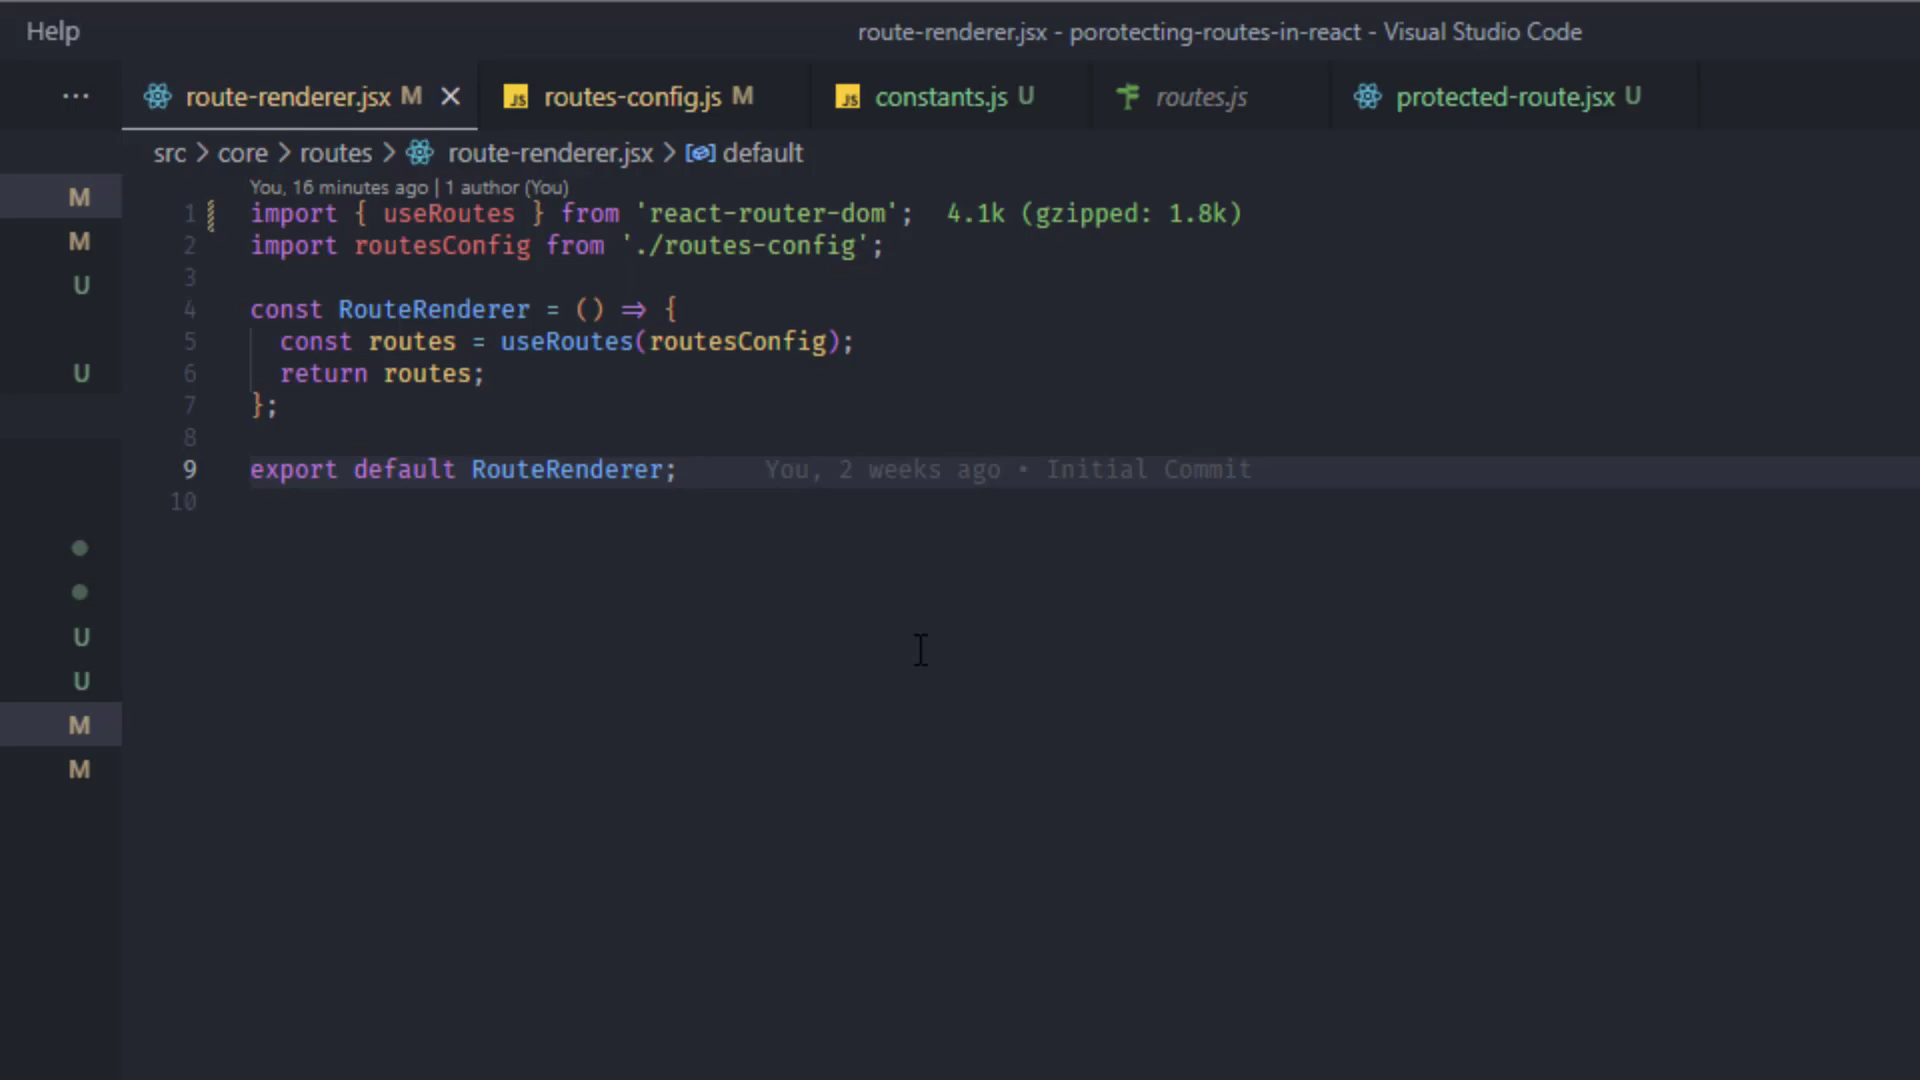 Help
route-renderer.jsx - porotecting-routes-in-react - Visual Studio Code
··· route-renderer.jsx M × JS routes-config.js M JS constants.js U routes.js protected-route.jsx U
src > core > routes > route-renderer.jsx > default
You, 16 minutes ago | 1 author (You)
M
1 import { useRoutes } from 'react-router-dom'; 4.1k (gzipped: 1.8k)
M
2 import routesConfig from './routes-config';
3
U
4 const RouteRenderer = () => {
5 const routes = useRoutes(routesConfig);
U
6 return routes;
7 };
8
9 export default RouteRenderer; You, 2 weeks ago • Initial Commit
10
U
U
M
M